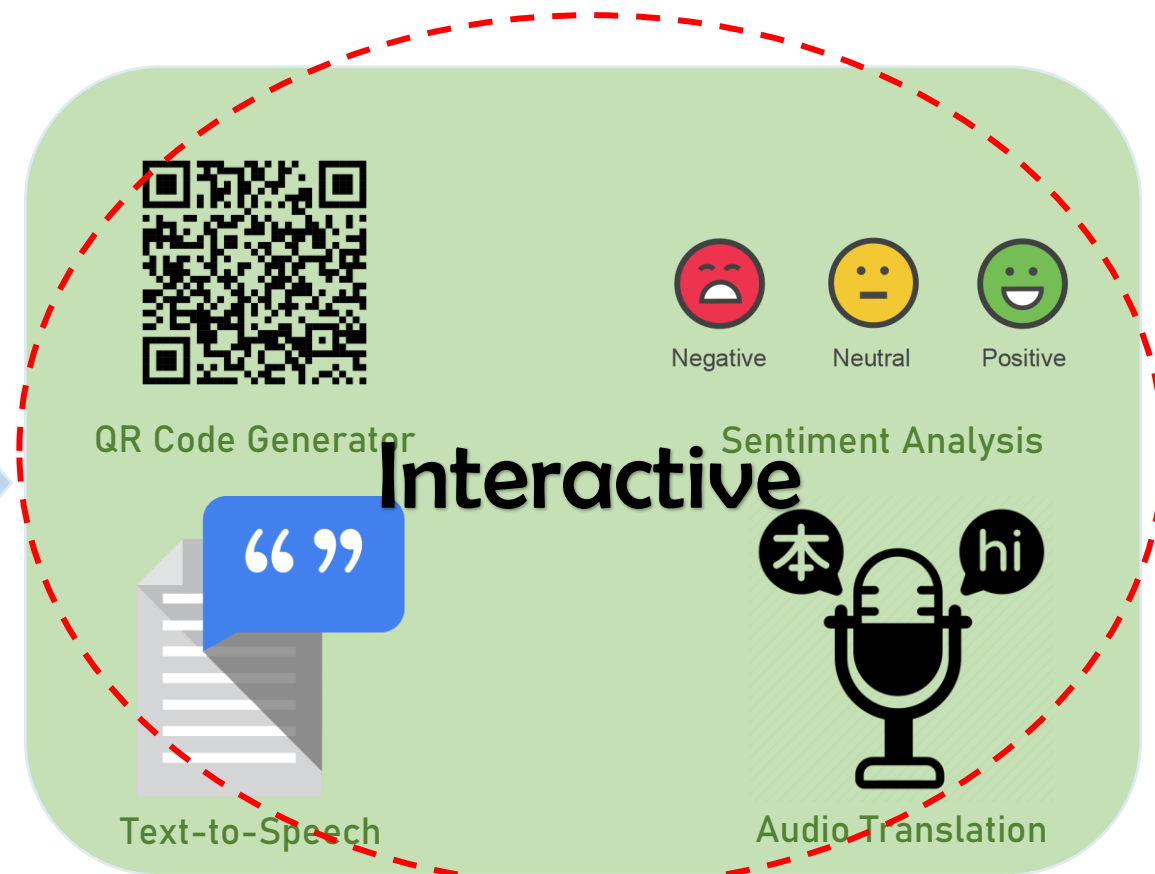 Negative
Neutral
Positive
QR Code Generator
Sentiment Analysis
Interactive
“ ”
本
hi
Text-to-Speech
Audio Translation